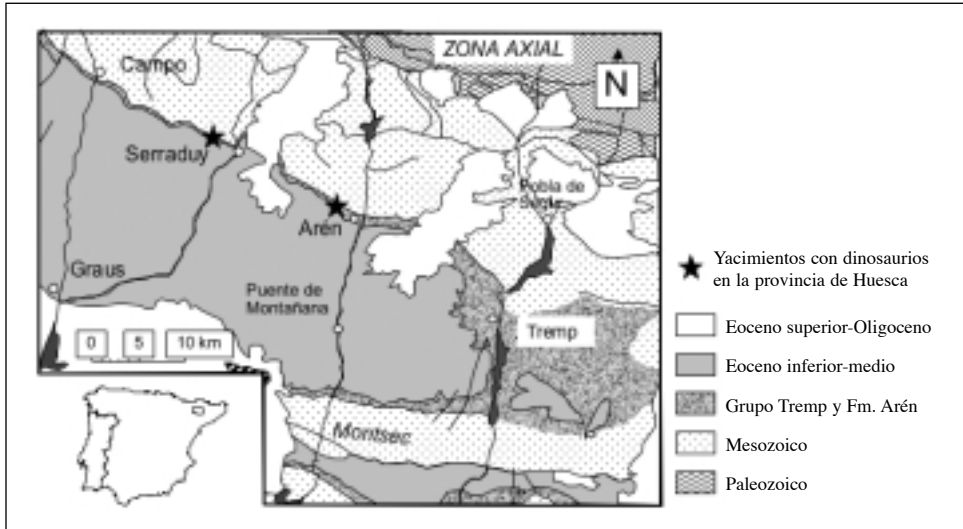 ZONA AXIAL
Campo
N
Serraduy
Pobla de
Arén
Graus
Puente de
Montañana
Tremp
0 5 10 km
Montsec
Yacimientos con dinosaurios
en la provincia de Huesca
Eoceno superior-Oligoceno
Eoceno inferior-medio
Grupo Tremp y Fm. Arén
Mesozoico
Paleozoico